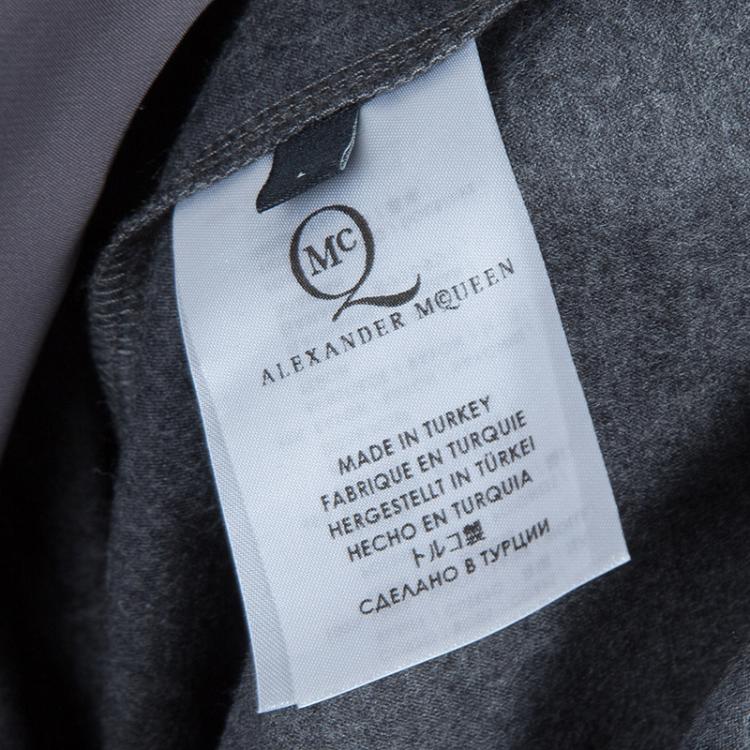 McQ
ALEXANDER McQUEEN
MADE IN TURKEY
FABRIQUE EN TURQUIE
HERGESTELLT IN TÜRKEI
HECHO EN TURQUIA
トルコ製
СДЕЛАНО В ТУРЦИИ